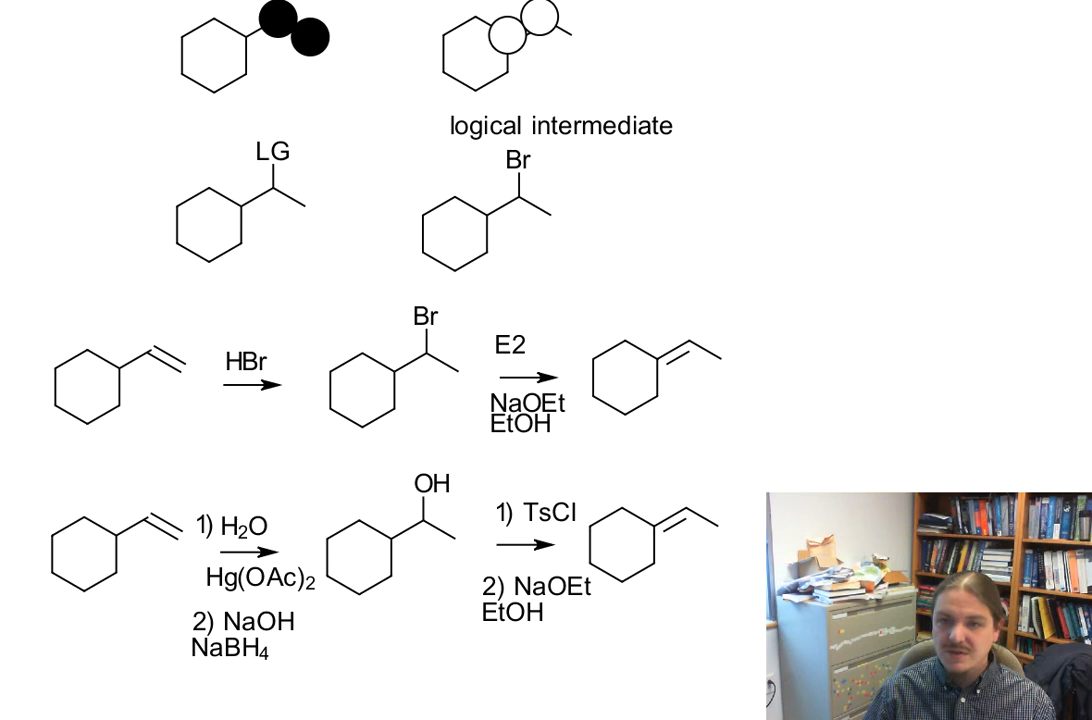 logical intermediate
LG
Br
Br
HBr
E2
NaOEt
EtOH
OH
1) H₂O
Hg(OAc)₂
2) NaOH
NaBH₄
1) TsCl
2) NaOEt
EtOH